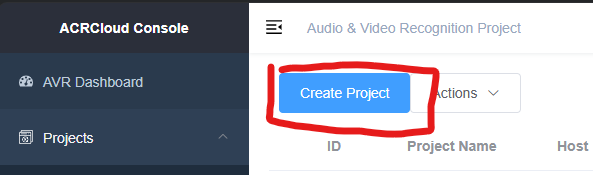 ACRCloud Console
Audio & Video Recognition Project
AVR Dashboard
Create Project
Actions
Projects
ID Project Name Host